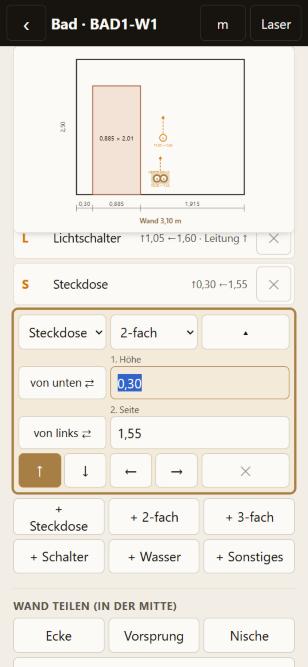 ‹ Bad · BAD1-W1 m Laser
2,50
0,885 × 2,01
0,30 0,885 1,915
Wand 3,10 m
L Lichtschalter ↑1,05 ←1,60 · Leitung ↑ ×
S Steckdose ↑0,30 ←1,55 ×
Steckdose 2-fach ▴
1. Höhe
von unten ⇄ 0,30
2. Seite
von links ⇄ 1,55
↑ ↓ ← → ×
+ Steckdose + 2-fach + 3-fach
+ Schalter + Wasser + Sonstiges
WAND TEILEN (IN DER MITTE)
Ecke Vorsprung Nische